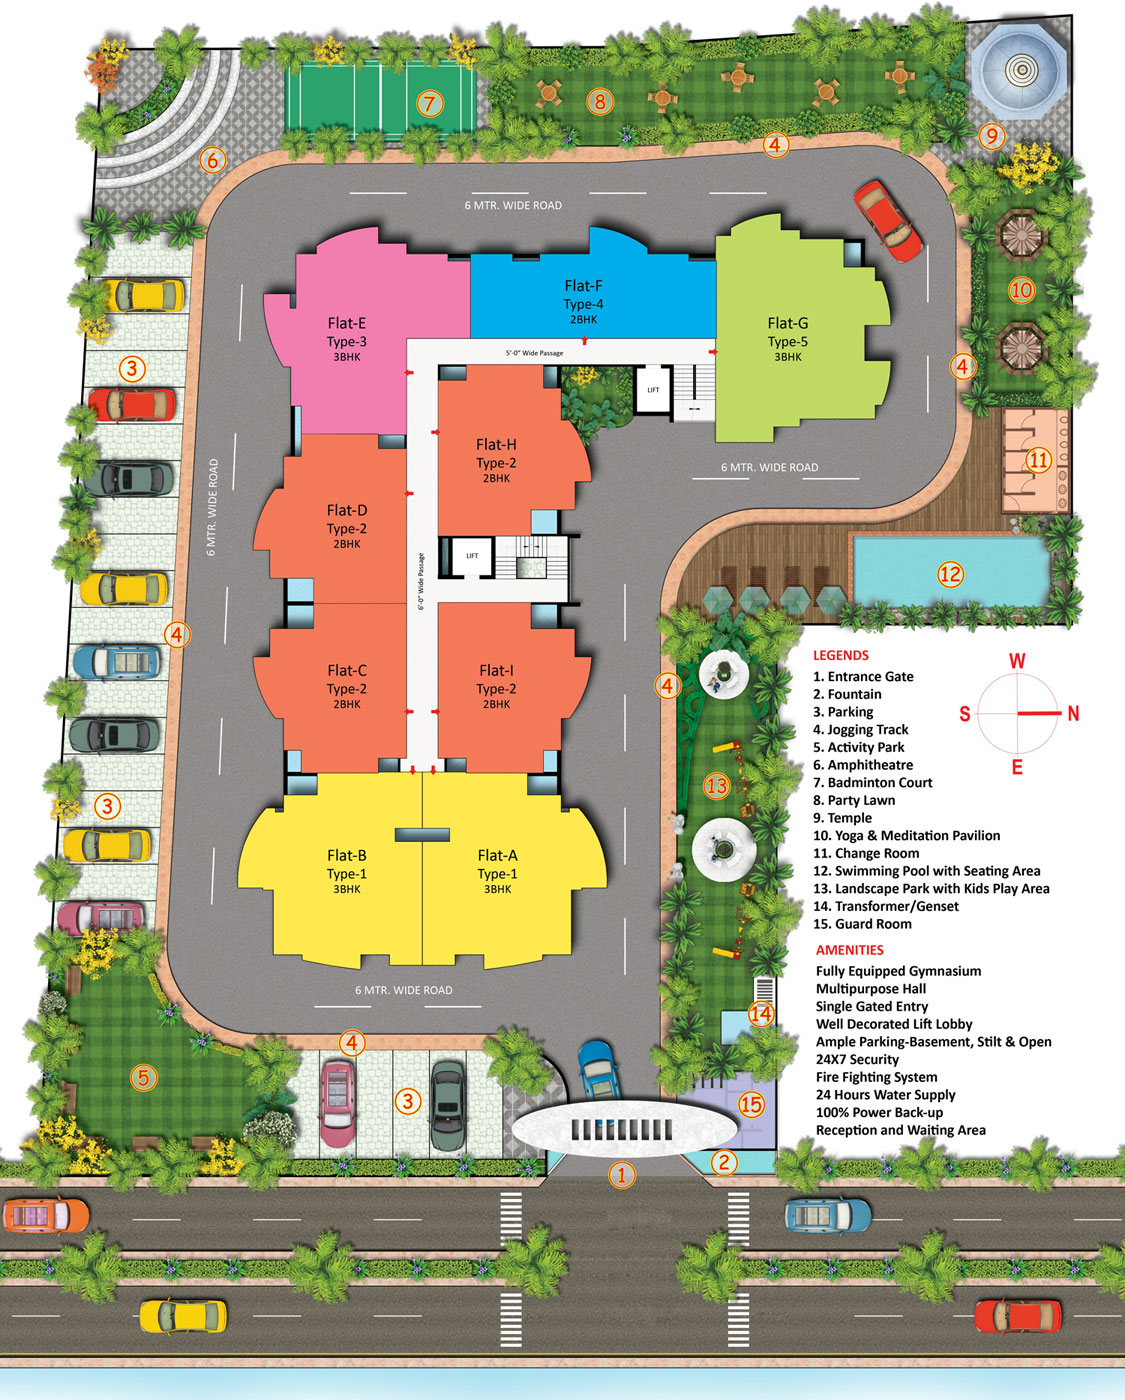 7
8
4
9
6
6 MTR. WIDE ROAD
Flat-F
Type-4
2BHK
10
Flat-E
Type-3
3BHK
Flat-G
Type-5
3BHK
5'-0" Wide Passage
3
4
LIFT
Flat-H
Type-2
2BHK
11
6 MTR. WIDE ROAD
6 MTR. WIDE ROAD
Flat-D
Type-2
2BHK
LIFT
12
6'-0" Wide Passage
4
Flat-C
Type-2
2BHK
Flat-I
Type-2
2BHK
4
13
3
Flat-B
Type-1
3BHK
Flat-A
Type-1
3BHK
6 MTR. WIDE ROAD
14
4
5
3
15
2
1
LEGENDS
1. Entrance Gate
2. Fountain
3. Parking
4. Jogging Track
5. Activity Park
6. Amphitheatre
7. Badminton Court
8. Party Lawn
9. Temple
10. Yoga & Meditation Pavilion
11. Change Room
12. Swimming Pool with Seating Area
13. Landscape Park with Kids Play Area
14. Transformer/Genset
15. Guard Room
W
S
N
E
AMENITIES
Fully Equipped Gymnasium
Multipurpose Hall
Single Gated Entry
Well Decorated Lift Lobby
Ample Parking-Basement, Stilt & Open
24X7 Security
Fire Fighting System
24 Hours Water Supply
100% Power Back-up
Reception and Waiting Area